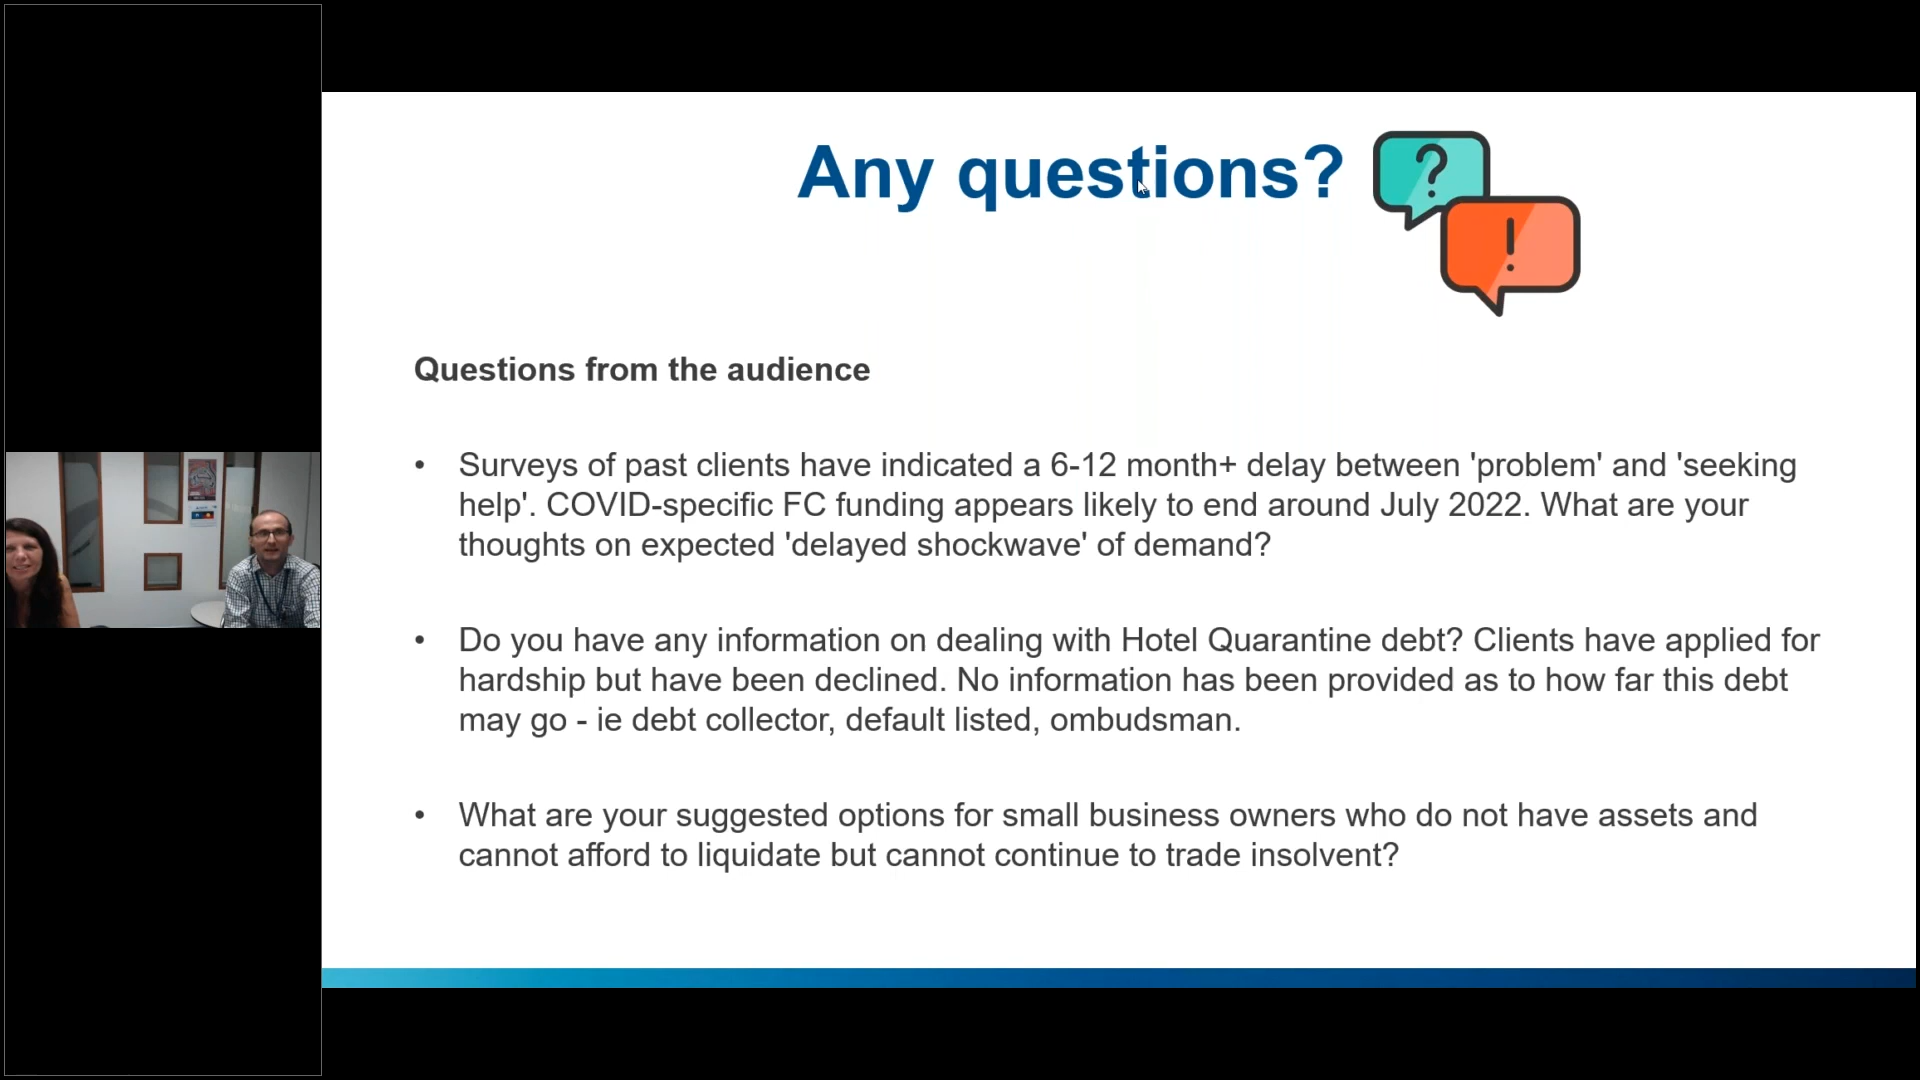 Any questions?
?
!
Questions from the audience
• Surveys of past clients have indicated a 6-12 month+ delay between 'problem' and 'seeking
help'. COVID-specific FC funding appears likely to end around July 2022. What are your
thoughts on expected 'delayed shockwave' of demand?
• Do you have any information on dealing with Hotel Quarantine debt? Clients have applied for
hardship but have been declined. No information has been provided as to how far this debt
may go - ie debt collector, default listed, ombudsman.
• What are your suggested options for small business owners who do not have assets and
cannot afford to liquidate but cannot continue to trade insolvent?